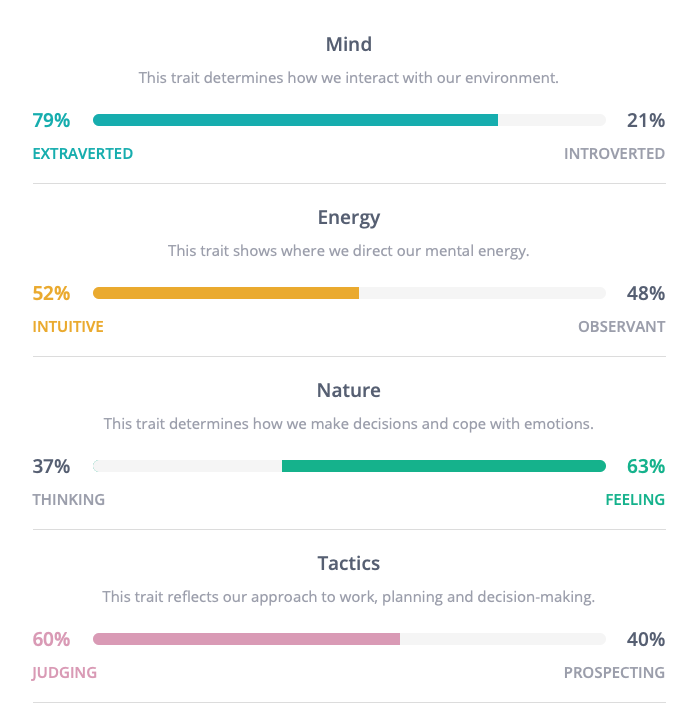 Mind
This trait determines how we interact with our environment.
79% 21%
EXTRAVERTED INTROVERTED
Energy
This trait shows where we direct our mental energy.
52% 48%
INTUITIVE OBSERVANT
Nature
This trait determines how we make decisions and cope with emotions.
37% 63%
THINKING FEELING
Tactics
This trait reflects our approach to work, planning and decision-making.
60% 40%
JUDGING PROSPECTING